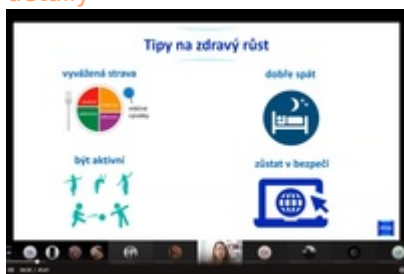 detaily
Tipy na zdravý růst
vyvážená strava
dobře spát
být aktivní
zůstat v bezpečí